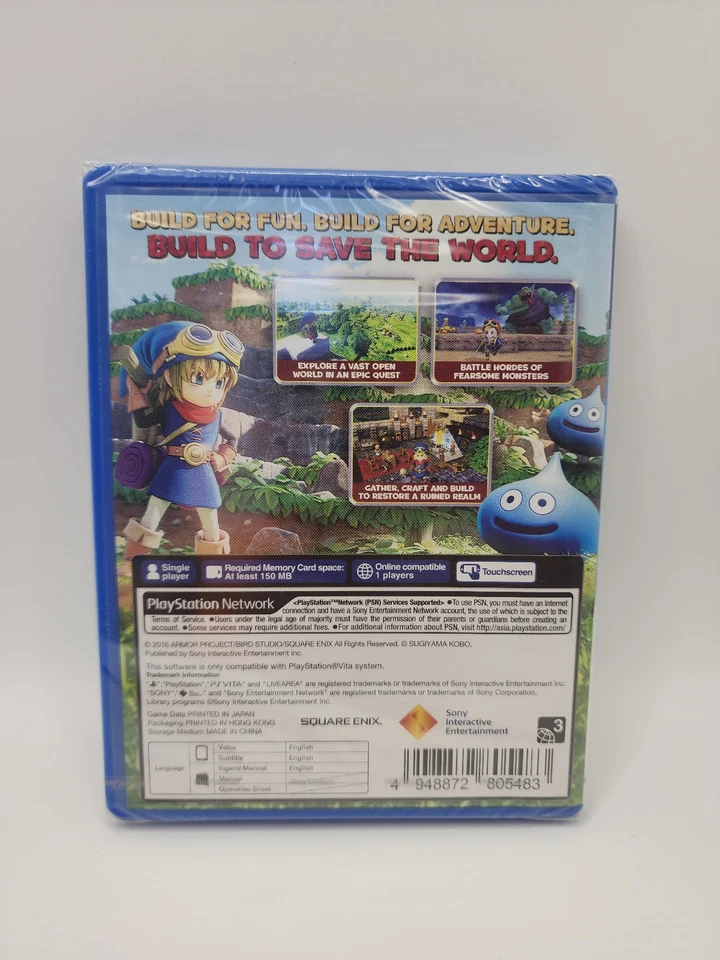 BUILD FOR FUN. BUILD FOR ADVENTURE.
BUILD TO SAVE THE WORLD.
EXPLORE A VAST OPEN
WORLD IN AN EPIC QUEST
BATTLE HORDES OF
FEARSOME MONSTERS
GATHER, CRAFT AND BUILD
TO RESTORE A RUINED REALM
Single
player
Required Memory Card space:
At least 150 MB
Online compatible
1 players
Touchscreen
PlayStation Network
<PlayStation™Network (PSN) Services Supported> ●To use PSN, you must have an internet
connection and have a Sony Entertainment Network account, the use of which is subject to the
Terms of Service. ●Users under the legal age of majority must have the permission of their parents or guardians before creating an
account. ●Some services may require additional fees. ●For additional information about PSN, visit http://asia.playstation.com/
© 2016 ARMOR PROJECT/BIRD STUDIO/SQUARE ENIX All Rights Reserved. © SUGIYAMA KOBO.
Published by Sony Interactive Entertainment Inc.
This software is only compatible with PlayStation®Vita system.
Trademark information
"PlayStation", "PSVITA" and "LIVEAREA" are registered trademarks or trademarks of Sony Interactive Entertainment Inc.
"SONY", and "Sony Entertainment Network" are registered trademarks or trademarks of Sony Corporation.
Library programs ©Sony Interactive Entertainment Inc.
Game Data PRINTED IN JAPAN
Packaging PRINTED IN HONG KONG
Storage Medium MADE IN CHINA
SQUARE ENIX.
Sony
Interactive
Entertainment
3
Language
Voice English
Subtitle English
Ingame Manual English
Manual
Operation Sheet
4 948872 805483